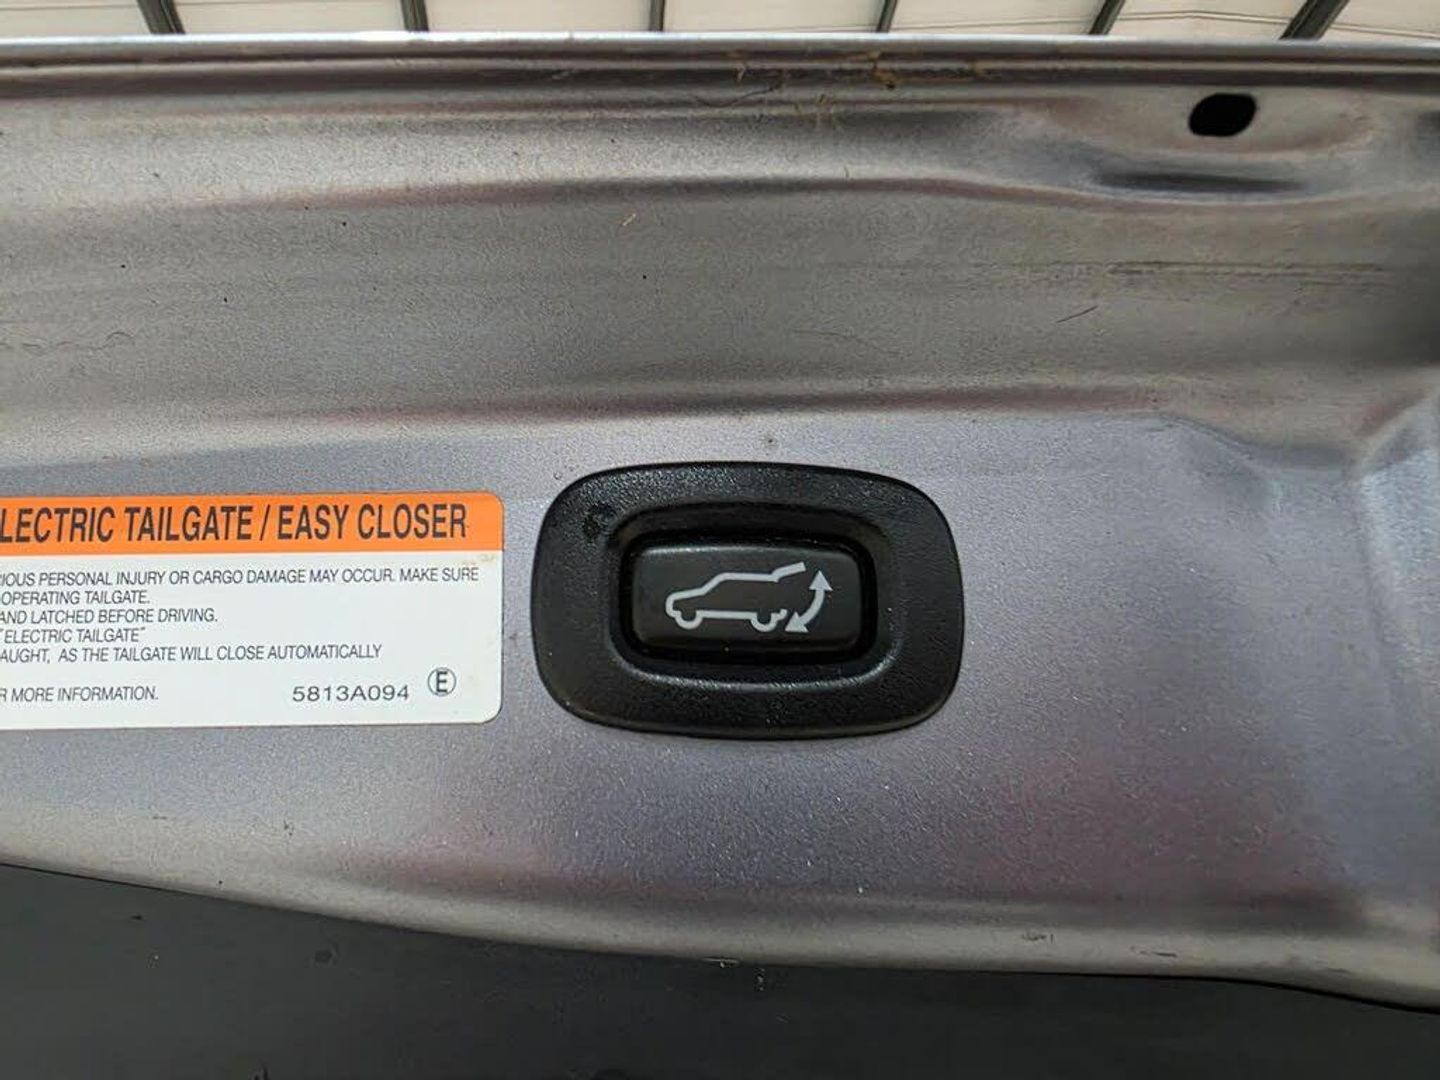 LECTRIC TAILGATE / EASY CLOSER
IOUS PERSONAL INJURY OR CARGO DAMAGE MAY OCCUR. MAKE SURE
OPERATING TAILGATE.
AND LATCHED BEFORE DRIVING.
"ELECTRIC TAILGATE"
AUGHT, AS THE TAILGATE WILL CLOSE AUTOMATICALLY
R MORE INFORMATION.
5813A094 E